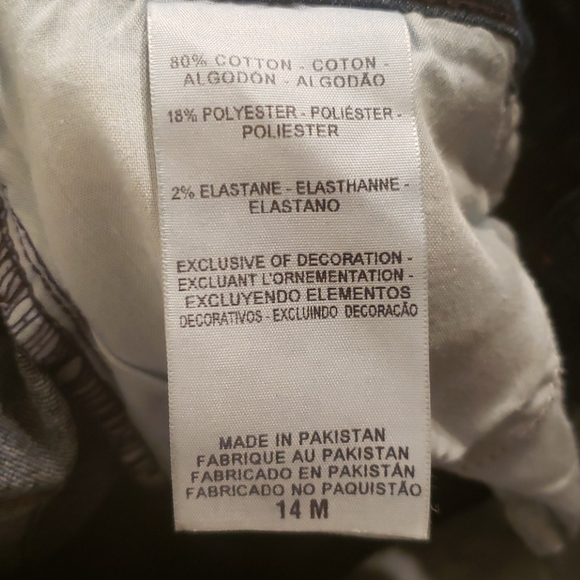 80% COTTON - COTON -
ALGODÓN - ALGODÃO
18% POLYESTER - POLIÉSTER -
POLIESTER
2% ELASTANE - ELASTHANNE -
ELASTANO
EXCLUSIVE OF DECORATION -
EXCLUANT L'ORNEMENTATION -
EXCLUYENDO ELEMENTOS
DECORATIVOS - EXCLUINDO DECORACÃO
MADE IN PAKISTAN
FABRIQUE AU PAKISTAN
FABRICADO EN PAKISTÁN
FABRICADO NO PAQUISTÃO
14 M